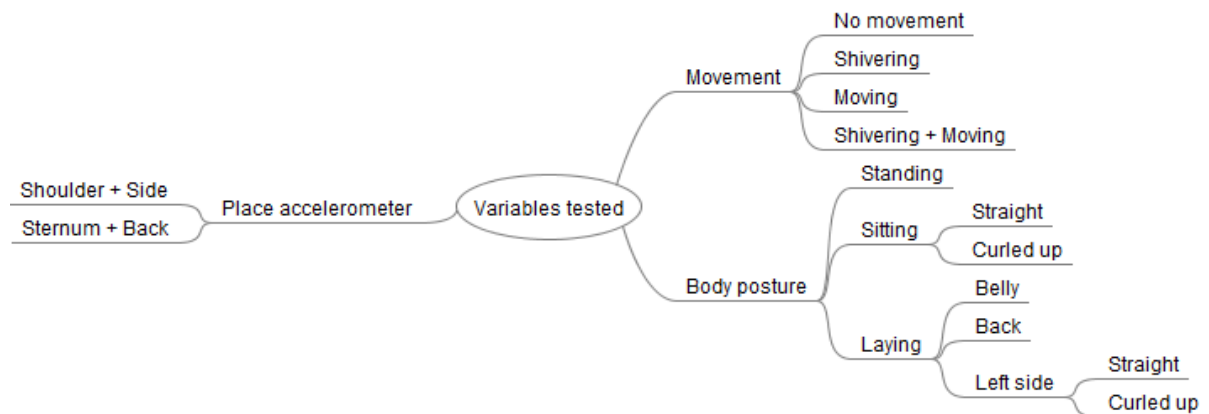 Variables tested
Place accelerometer
Shoulder + Side
Sternum + Back
Movement
No movement
Shivering
Moving
Shivering + Moving
Body posture
Standing
Sitting
Straight
Curled up
Laying
Belly
Back
Left side
Straight
Curled up